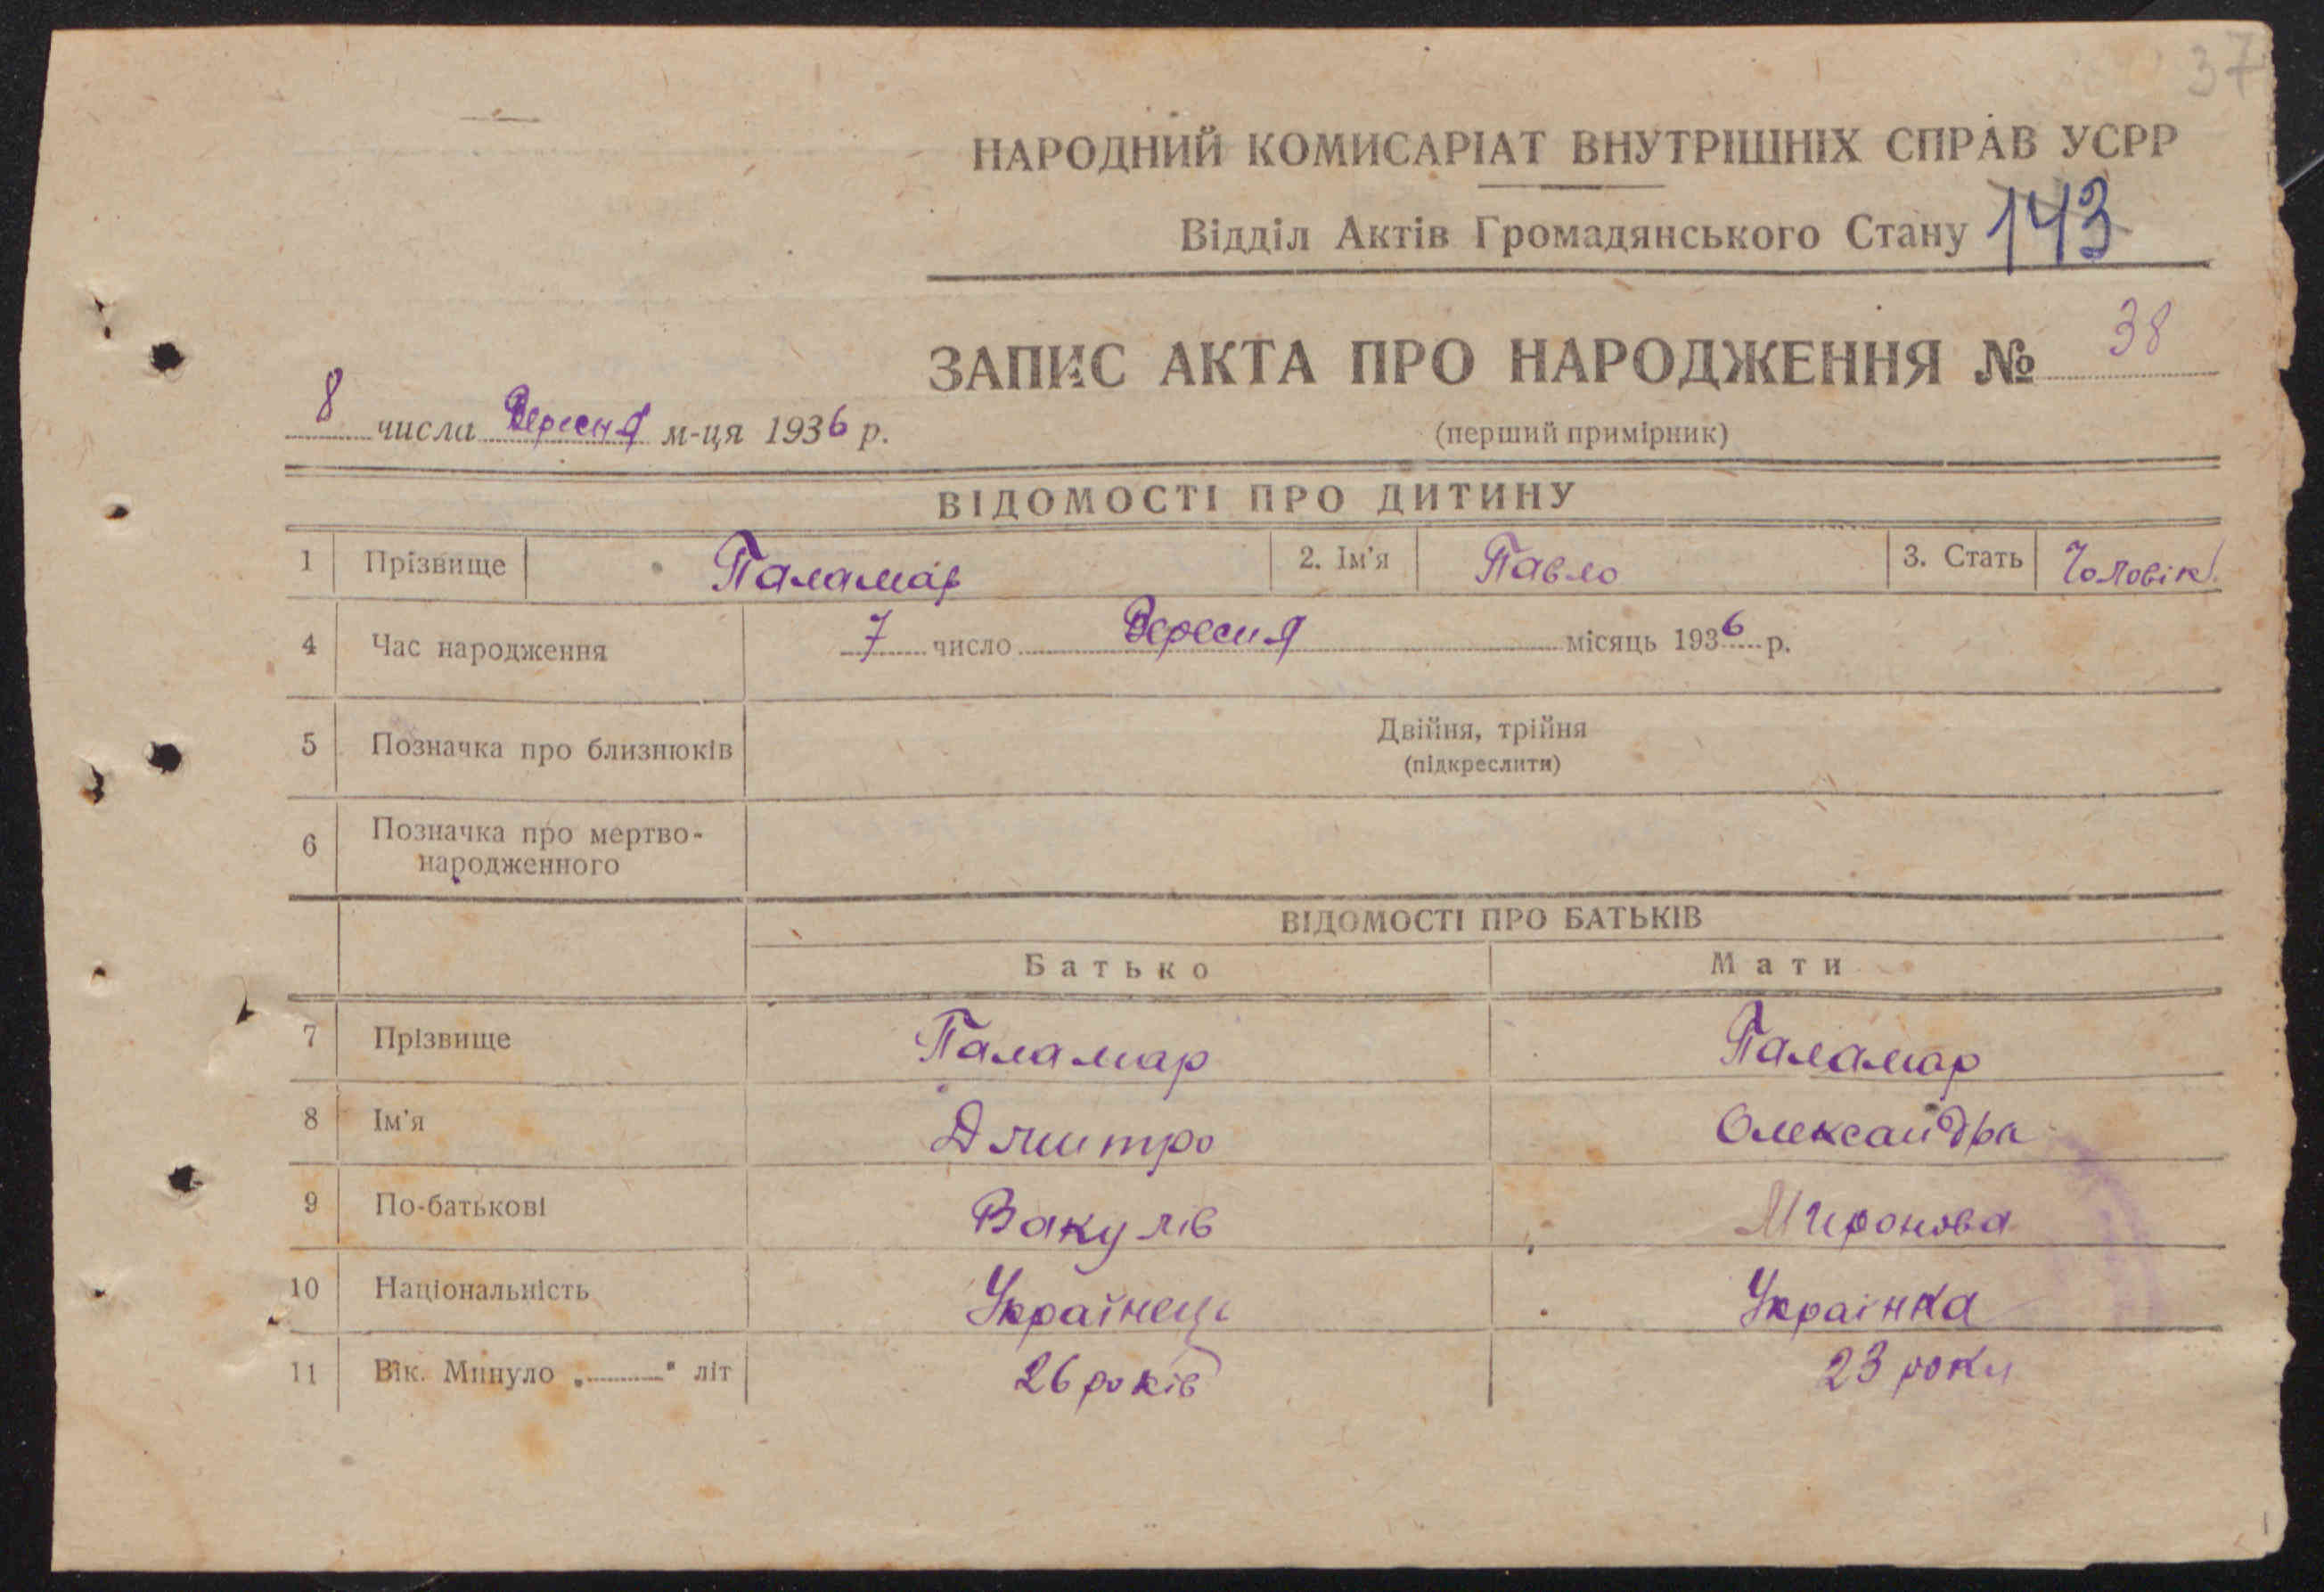 37
НАРОДНИЙ КОМИСАРІАТ ВНУТРІШНІХ СПРАВ УСРР
Відділ Актів Громадянського Стану 143
ЗАПИС АКТА ПРО НАРОДЖЕННЯ № 38
8 числа Вересня м-ця 1936 р.
(перший примірник)
ВІДОМОСТІ ПРО ДИТИНУ
1 Прізвище Паламар 2. Ім'я Павло 3. Стать Чоловік.
4 Час народження 7 число Вересня місяць 1936 р.
5 Позначка про близнюків Двійня, трійня
(підкреслити)
6 Позначка про мертво-
народженного
ВІДОМОСТІ ПРО БАТЬКІВ
Батько Мати
7 Прізвище Паламар Паламар
8 Ім'я Дмитро Олександра
9 По-батькові Вакулів Миронова
10 Національність Українець Українка
11 Вік. Минуло „ " літ 26 років 23 роки